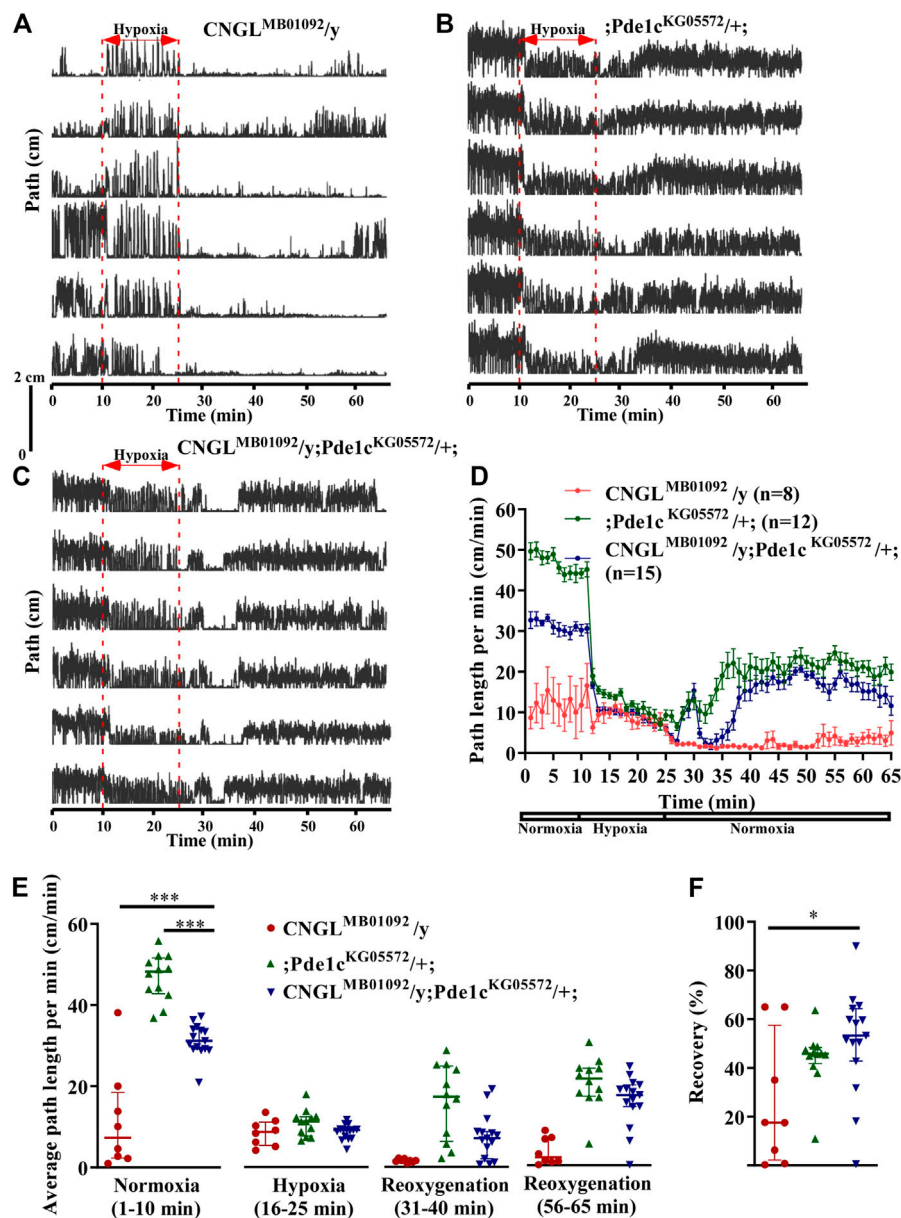 A
CNGL^MB01092/y
Hypoxia
Path (cm)
0 10 20 30 40 50 60
Time (min)
2 cm
0
B
;Pde1c^KG05572/+;
Hypoxia
0 10 20 30 40 50 60
Time (min)
C
CNGL^MB01092/y;Pde1c^KG05572/+;
Hypoxia
Path (cm)
0 10 20 30 40 50 60
Time (min)
D
CNGL^MB01092/y (n=8)
;Pde1c^KG05572/+; (n=12)
CNGL^MB01092/y;Pde1c^KG05572/+;
(n=15)
Path length per min (cm/min)
60
50
40
30
20
10
0
0 5 10 15 20 25 30 35 40 45 50 55 60 65
Time (min)
Normoxia Hypoxia Normoxia
E
Average path length per min (cm/min)
60
40
20
0
***
***
CNGL^MB01092/y
;Pde1c^KG05572/+;
CNGL^MB01092/y;Pde1c^KG05572/+;
Normoxia
(1-10 min)
Hypoxia
(16-25 min)
Reoxygenation
(31-40 min)
Reoxygenation
(56-65 min)
F
Recovery (%)
100
80
60
40
20
*